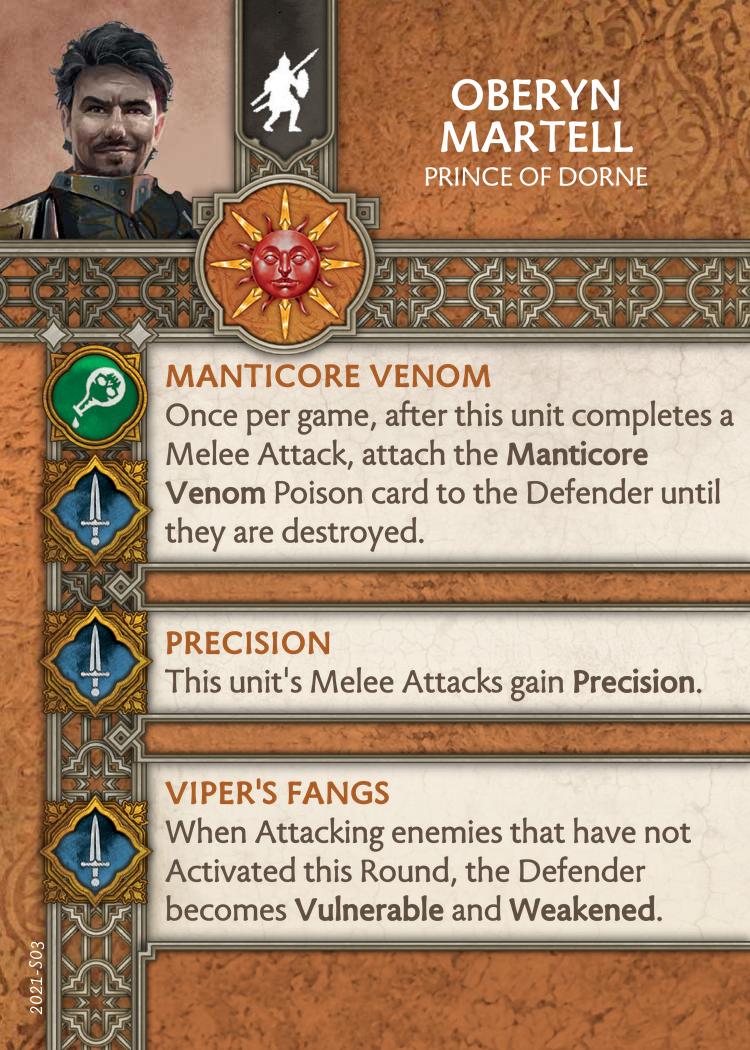 OBERYN
MARTELL
PRINCE OF DORNE
MANTICORE VENOM
Once per game, after this unit completes a
Melee Attack, attach the Manticore
Venom Poison card to the Defender until
they are destroyed.
PRECISION
This unit's Melee Attacks gain Precision.
VIPER'S FANGS
When Attacking enemies that have not
Activated this Round, the Defender
becomes Vulnerable and Weakened.
2021-S03